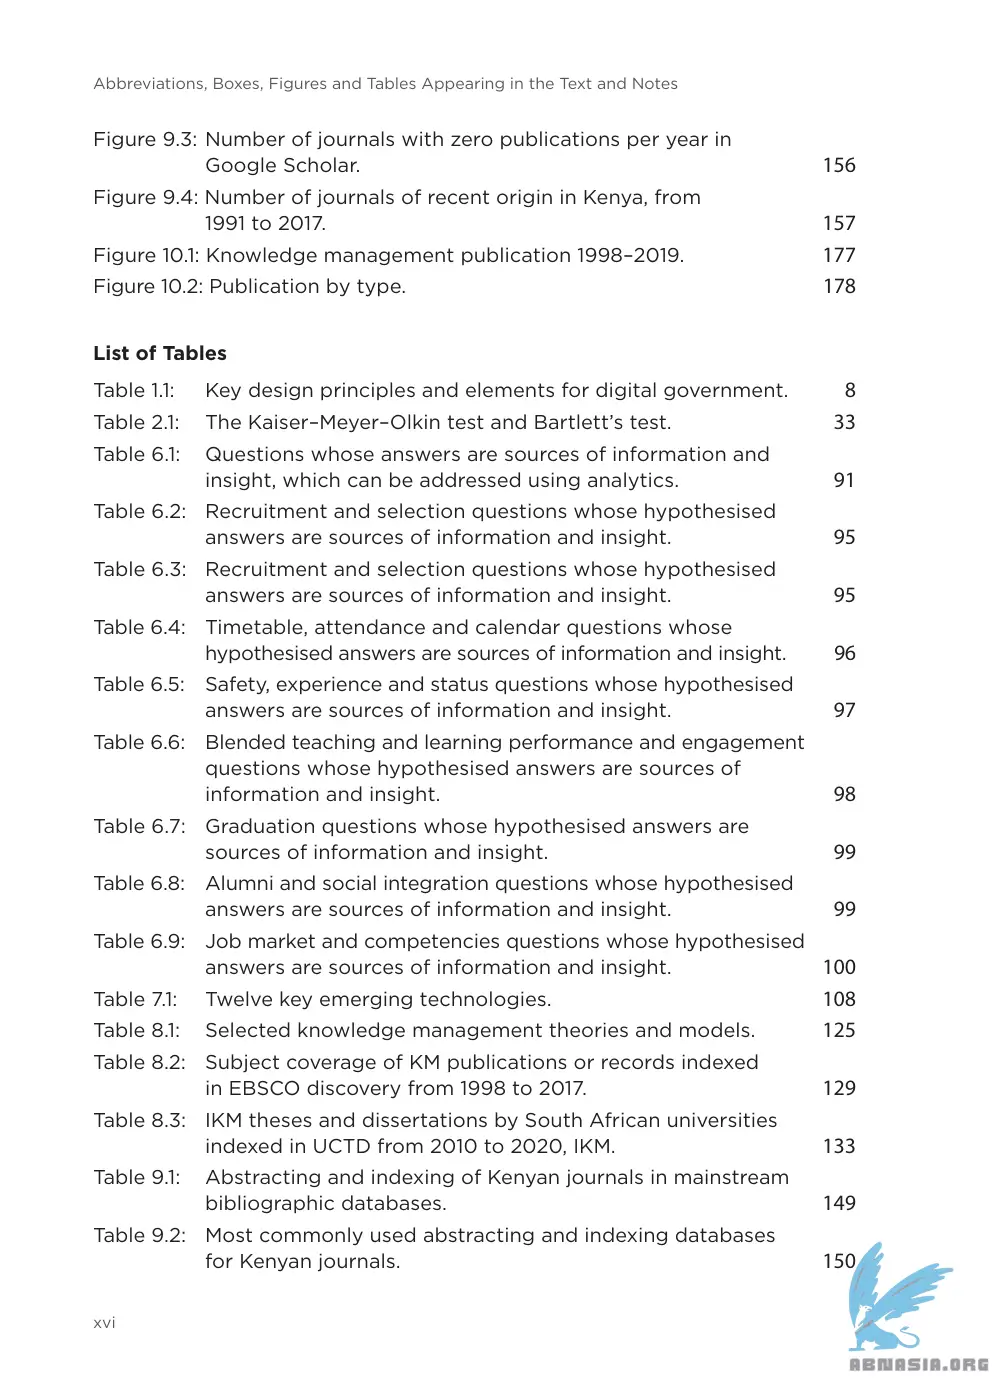 Abbreviations, Boxes, Figures and Tables Appearing in the Text and Notes
Figure 9.3: Number of journals with zero publications per year in
Google Scholar. 156
Figure 9.4: Number of journals of recent origin in Kenya, from
1991 to 2017. 157
Figure 10.1: Knowledge management publication 1998–2019. 177
Figure 10.2: Publication by type. 178
List of Tables
Table 1.1: Key design principles and elements for digital government. 8
Table 2.1: The Kaiser–Meyer–Olkin test and Bartlett’s test. 33
Table 6.1: Questions whose answers are sources of information and
insight, which can be addressed using analytics. 91
Table 6.2: Recruitment and selection questions whose hypothesised
answers are sources of information and insight. 95
Table 6.3: Recruitment and selection questions whose hypothesised
answers are sources of information and insight. 95
Table 6.4: Timetable, attendance and calendar questions whose
hypothesised answers are sources of information and insight. 96
Table 6.5: Safety, experience and status questions whose hypothesised
answers are sources of information and insight. 97
Table 6.6: Blended teaching and learning performance and engagement
questions whose hypothesised answers are sources of
information and insight. 98
Table 6.7: Graduation questions whose hypothesised answers are
sources of information and insight. 99
Table 6.8: Alumni and social integration questions whose hypothesised
answers are sources of information and insight. 99
Table 6.9: Job market and competencies questions whose hypothesised
answers are sources of information and insight. 100
Table 7.1: Twelve key emerging technologies. 108
Table 8.1: Selected knowledge management theories and models. 125
Table 8.2: Subject coverage of KM publications or records indexed
in EBSCO discovery from 1998 to 2017. 129
Table 8.3: IKM theses and dissertations by South African universities
indexed in UCTD from 2010 to 2020, IKM. 133
Table 9.1: Abstracting and indexing of Kenyan journals in mainstream
bibliographic databases. 149
Table 9.2: Most commonly used abstracting and indexing databases
for Kenyan journals. 150
xvi
ABNASIA.ORG